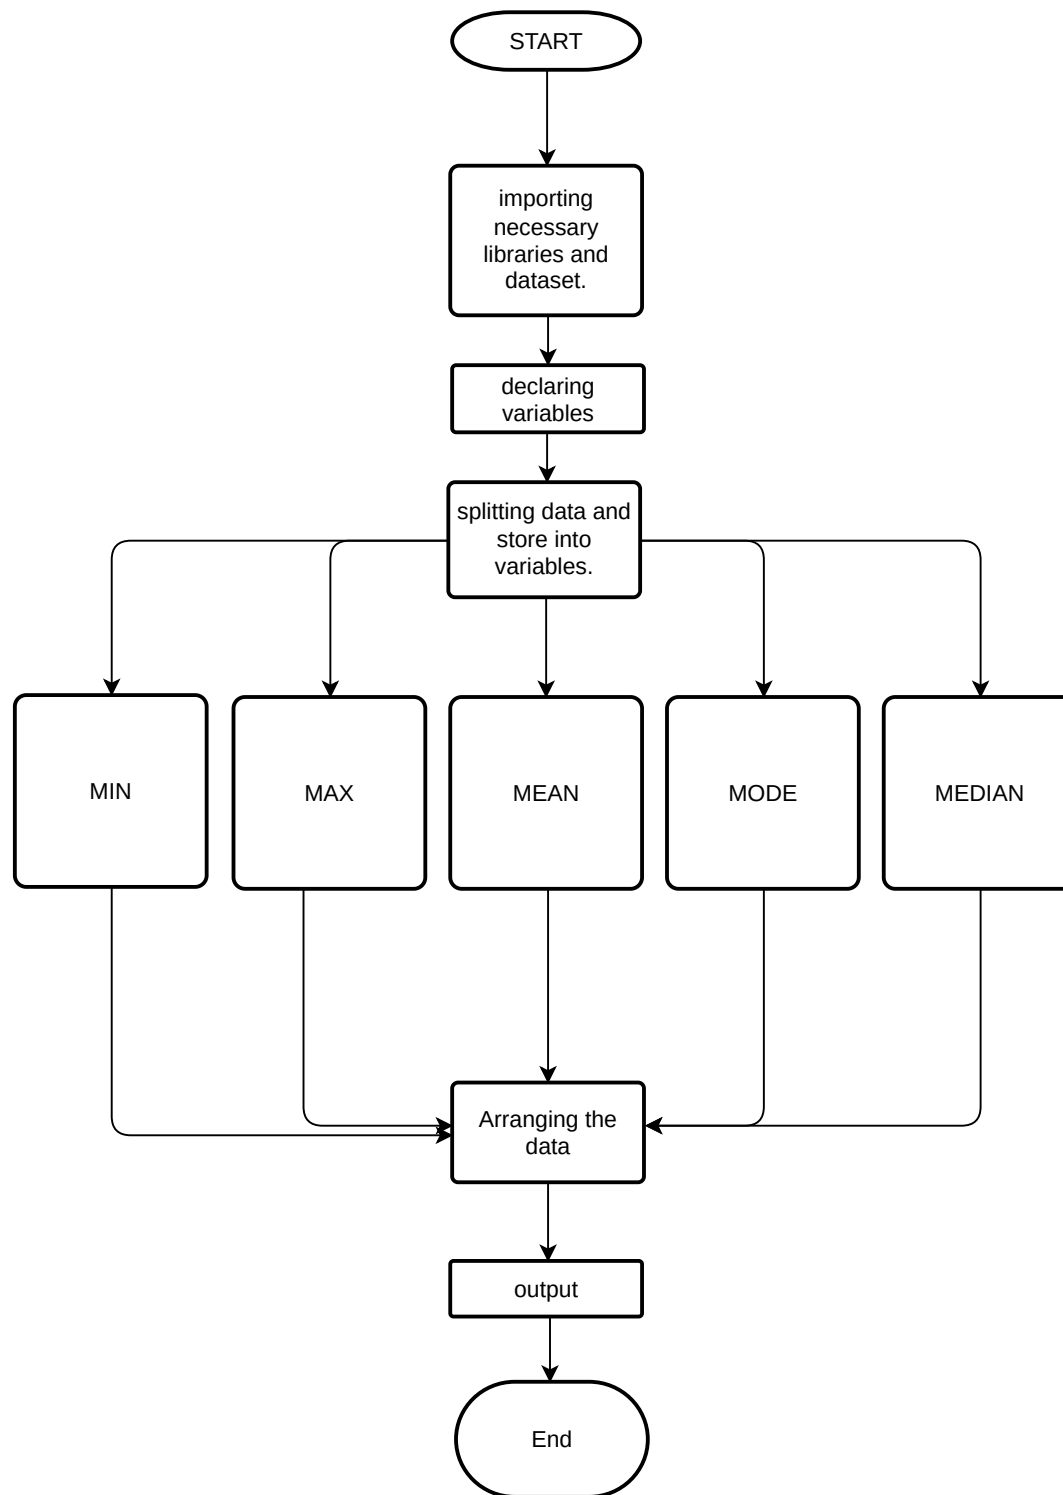 START
importing
necessary
libraries and
dataset.
declaring
variables
splitting data and
store into
variables.
MIN
MAX
MEAN
MODE
MEDIAN
Arranging the
data
output
End